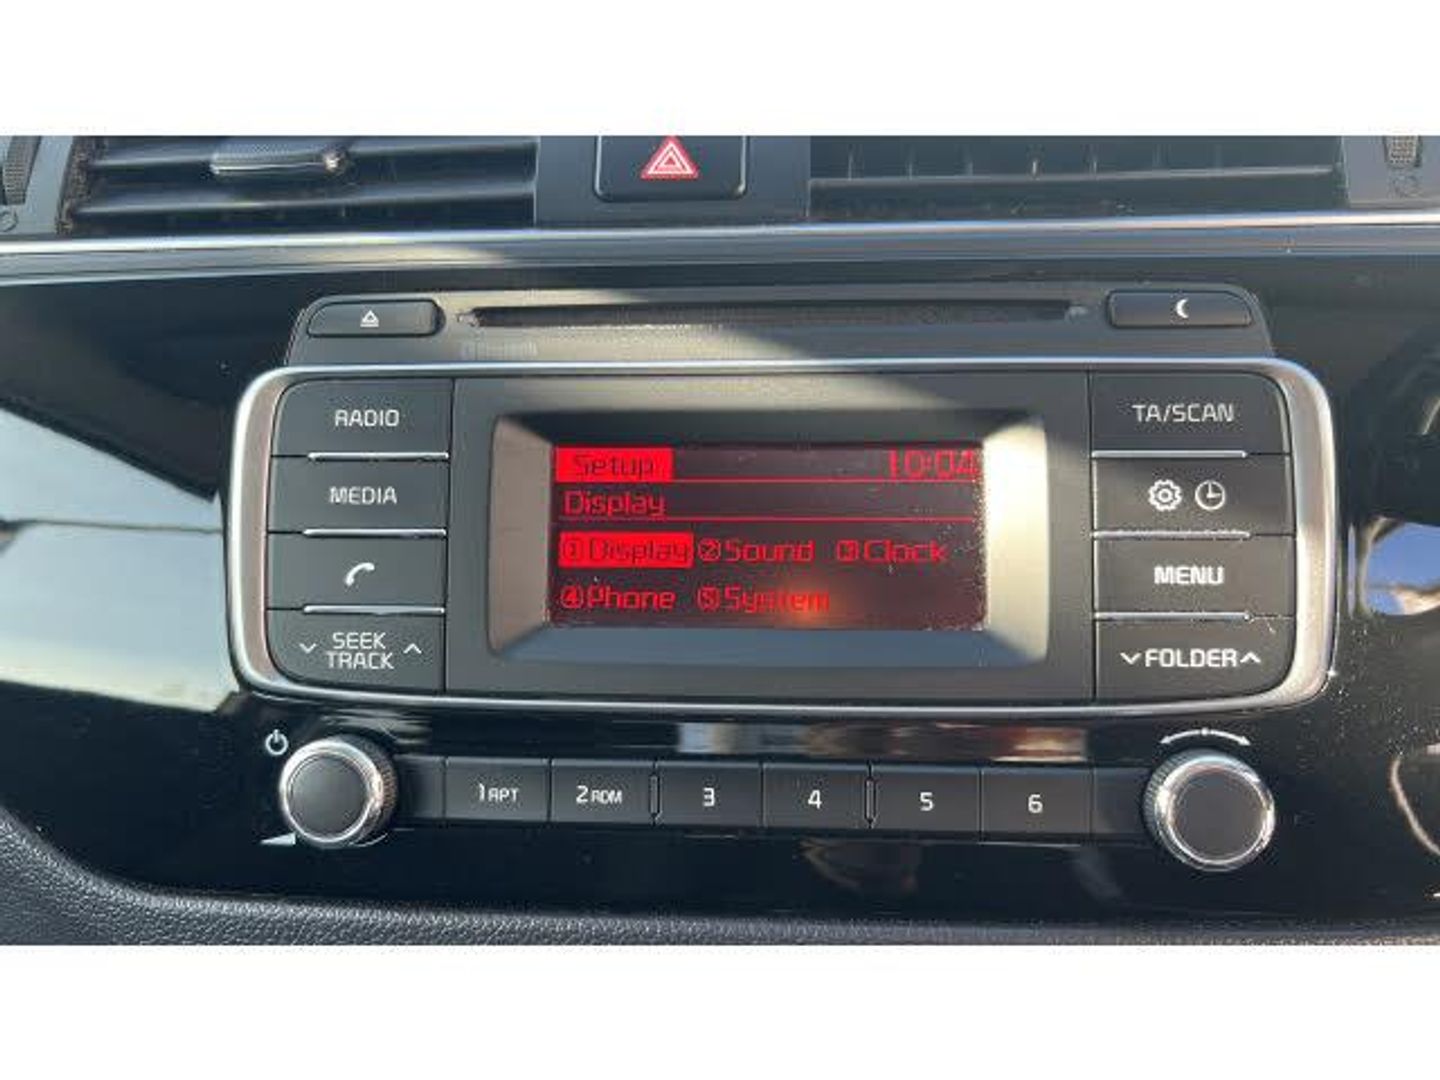 RADIO
MEDIA
SEEK
TRACK
Setup 10:04
Display
①Display ②Sound ③Clock
④Phone ⑤System
TA/SCAN
MENU
FOLDER
1 RPT 2 RDM 3 4 5 6